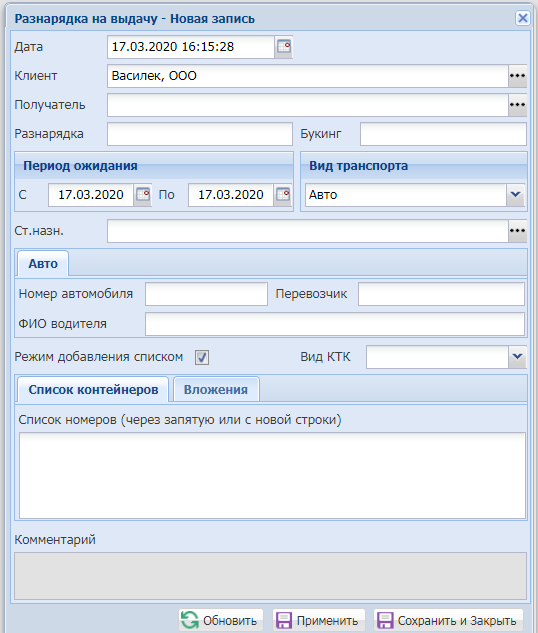 Разнарядка на выдачу - Новая запись
Дата 17.03.2020 16:15:28
Клиент Василек, ООО
Получатель
Разнарядка Букинг
Период ожидания Вид транспорта
С 17.03.2020 По 17.03.2020 Авто
Ст.назн.
Авто
Номер автомобиля Перевозчик
ФИО водителя
Режим добавления списком Вид КТК
Список контейнеров Вложения
Список номеров (через запятую или с новой строки)
Комментарий
Обновить Применить Сохранить и Закрыть